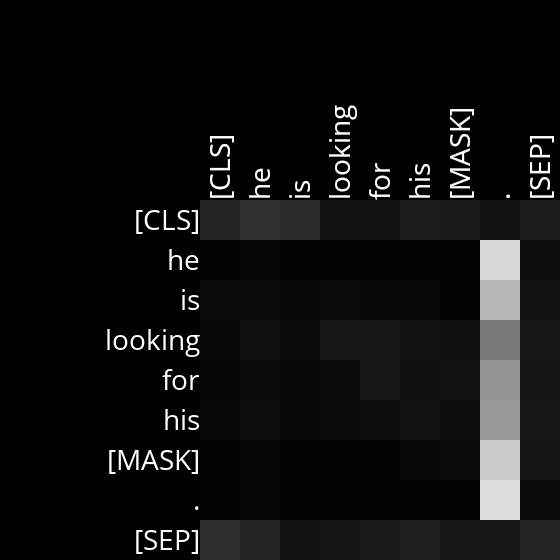 [CLS] he is looking for his [MASK] . [SEP]
[CLS]
he
is
looking
for
his
[MASK]
.
[SEP]